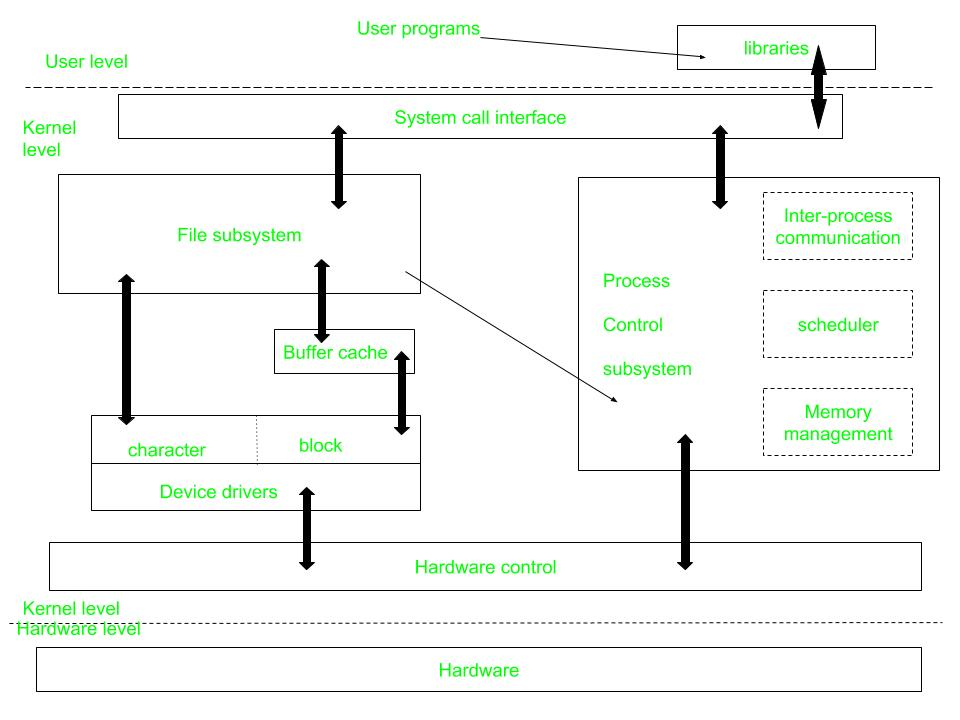 User programs
libraries
User level
System call interface
Kernel
level
File subsystem
Inter-process
communication
Process
Control
subsystem
scheduler
Buffer cache
Memory
management
character
block
Device drivers
Hardware control
Kernel level
Hardware level
Hardware